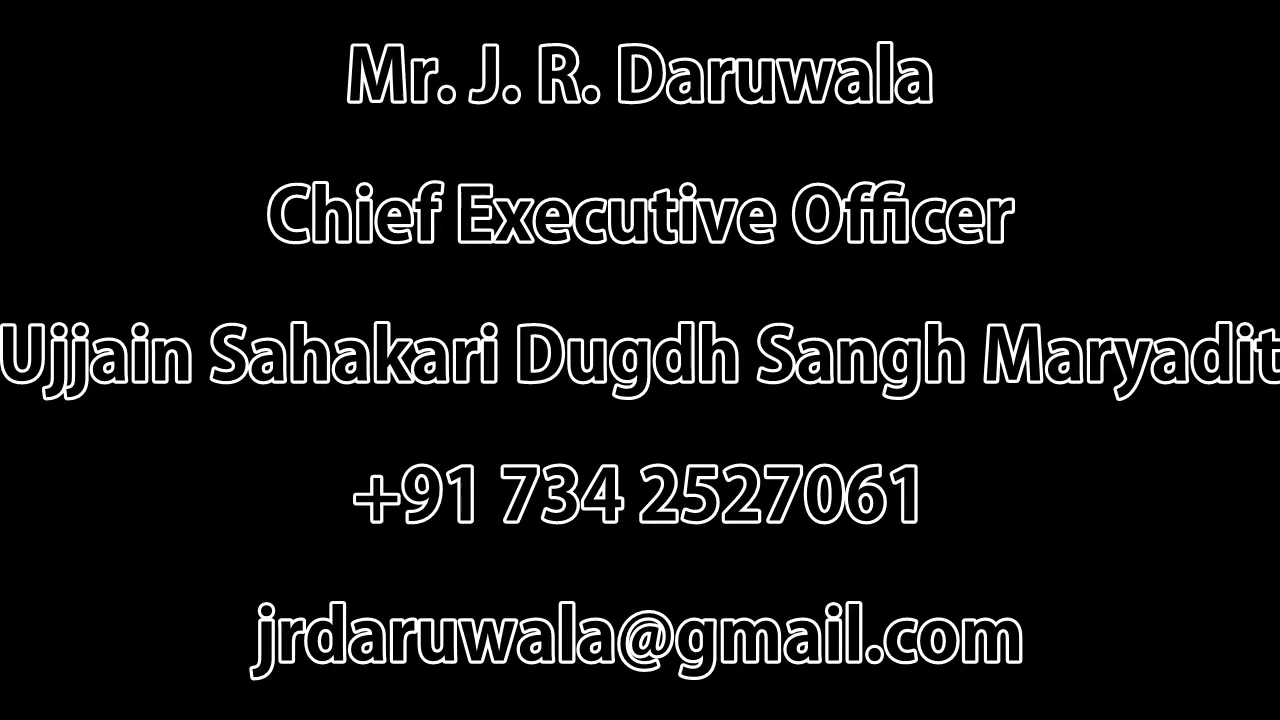 Mr. J. R. Daruwala
Chief Executive Officer
Ujjain Sahakari Dugdh Sangh Maryadit
+91 734 2527061
jrdaruwala@gmail.com